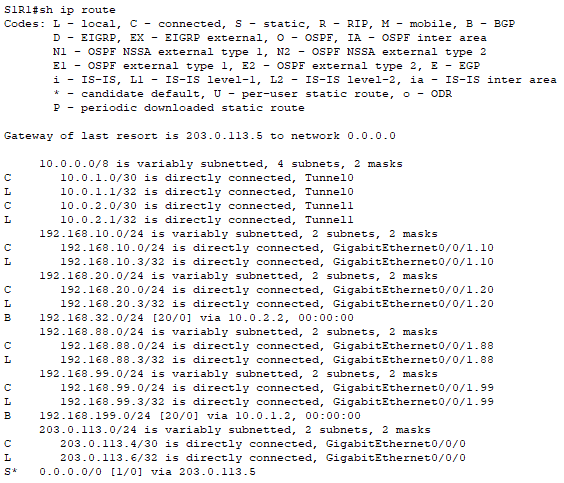 S1R1#sh ip route
Codes: L - local, C - connected, S - static, R - RIP, M - mobile, B - BGP
       D - EIGRP, EX - EIGRP external, O - OSPF, IA - OSPF inter area
       N1 - OSPF NSSA external type 1, N2 - OSPF NSSA external type 2
       E1 - OSPF external type 1, E2 - OSPF external type 2, E - EGP
       i - IS-IS, L1 - IS-IS level-1, L2 - IS-IS level-2, ia - IS-IS inter area
       * - candidate default, U - per-user static route, o - ODR
       P - periodic downloaded static route

Gateway of last resort is 203.0.113.5 to network 0.0.0.0

     10.0.0.0/8 is variably subnetted, 4 subnets, 2 masks
C       10.0.1.0/30 is directly connected, Tunnel0
L       10.0.1.1/32 is directly connected, Tunnel0
C       10.0.2.0/30 is directly connected, Tunnel1
L       10.0.2.1/32 is directly connected, Tunnel1
     192.168.10.0/24 is variably subnetted, 2 subnets, 2 masks
C       192.168.10.0/24 is directly connected, GigabitEthernet0/0/1.10
L       192.168.10.3/32 is directly connected, GigabitEthernet0/0/1.10
     192.168.20.0/24 is variably subnetted, 2 subnets, 2 masks
C       192.168.20.0/24 is directly connected, GigabitEthernet0/0/1.20
L       192.168.20.3/32 is directly connected, GigabitEthernet0/0/1.20
B    192.168.32.0/24 [20/0] via 10.0.2.2, 00:00:00
     192.168.88.0/24 is variably subnetted, 2 subnets, 2 masks
C       192.168.88.0/24 is directly connected, GigabitEthernet0/0/1.88
L       192.168.88.3/32 is directly connected, GigabitEthernet0/0/1.88
     192.168.99.0/24 is variably subnetted, 2 subnets, 2 masks
C       192.168.99.0/24 is directly connected, GigabitEthernet0/0/1.99
L       192.168.99.3/32 is directly connected, GigabitEthernet0/0/1.99
B    192.168.199.0/24 [20/0] via 10.0.1.2, 00:00:00
     203.0.113.0/24 is variably subnetted, 2 subnets, 2 masks
C       203.0.113.4/30 is directly connected, GigabitEthernet0/0/0
L       203.0.113.6/32 is directly connected, GigabitEthernet0/0/0
S*   0.0.0.0/0 [1/0] via 203.0.113.5